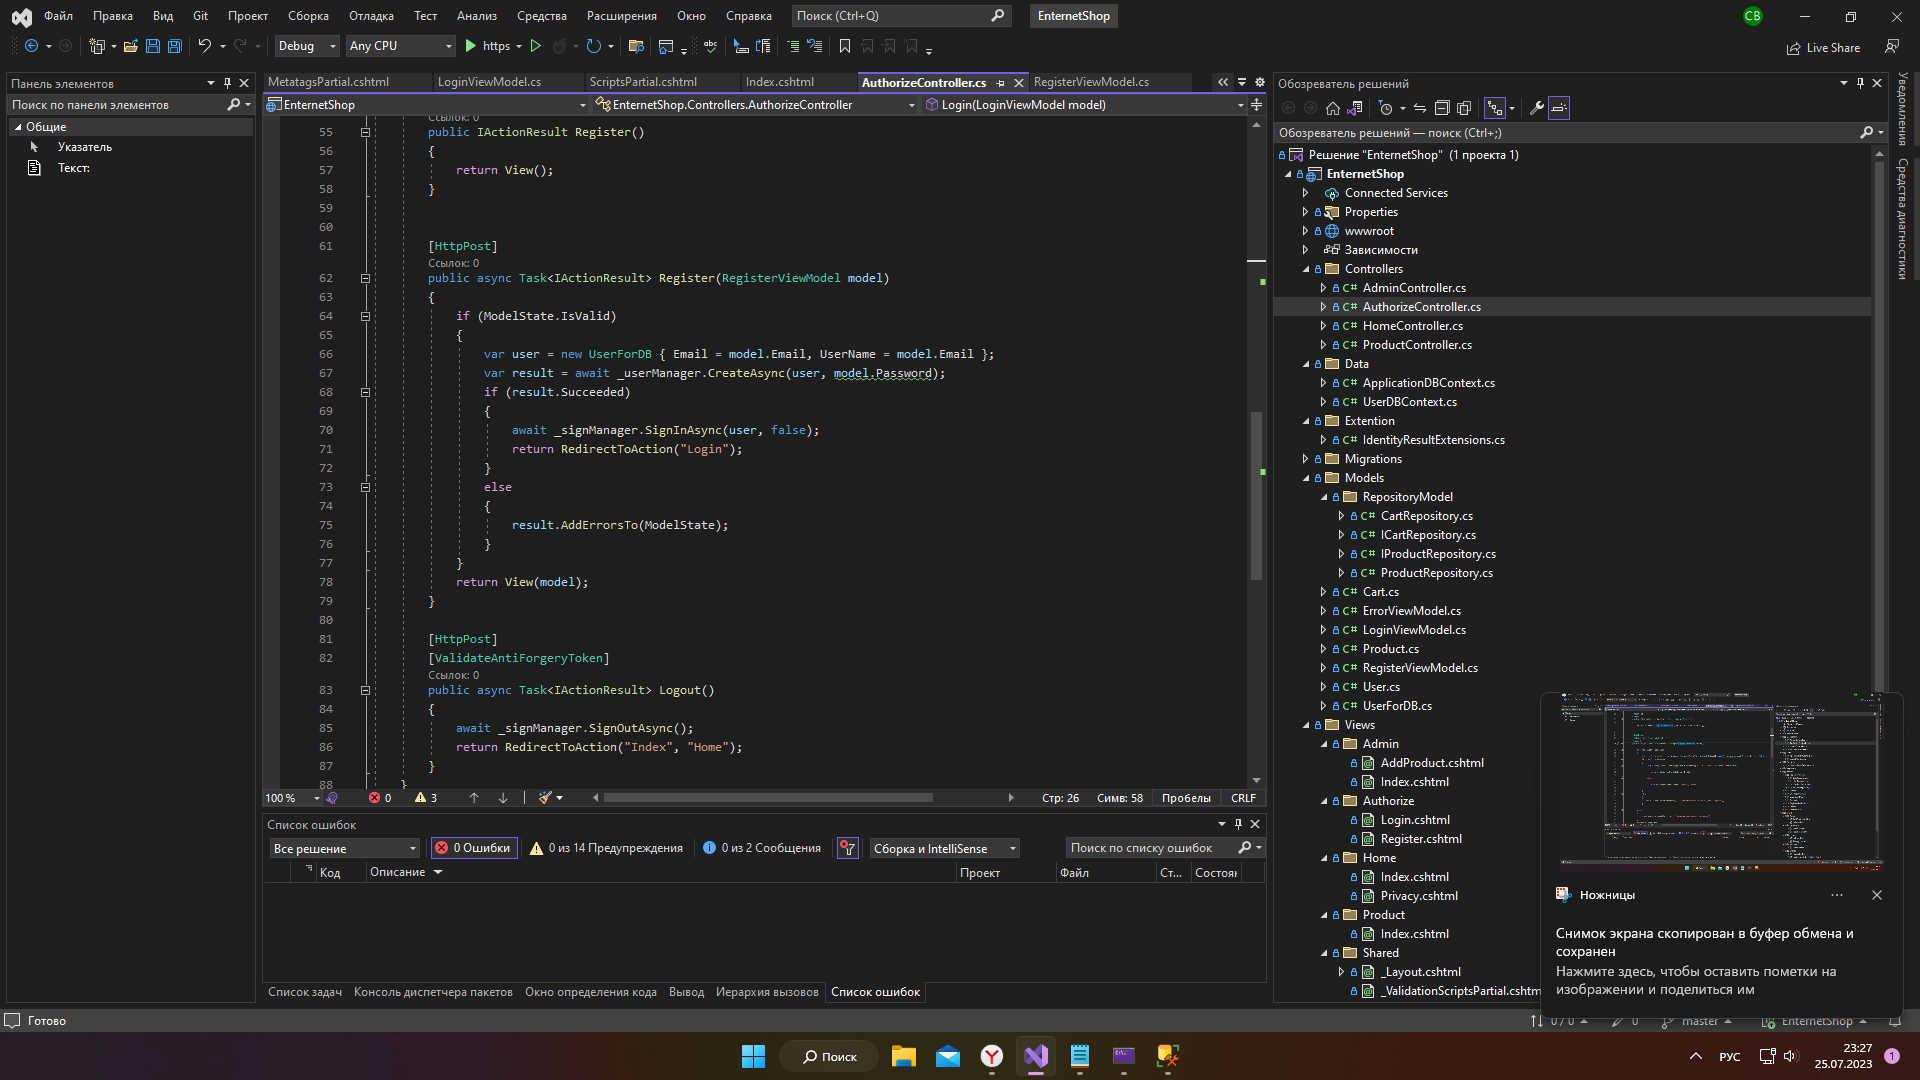 Файл Правка Вид Git Проект Сборка Отладка Тест Анализ Средства Расширения Окно Справка Поиск (Ctrl+Q) EnternetShop СВ
Debug Any CPU https Live Share
Панель элементов
Поиск по панели элементов
Общие
Указатель
Текст:
MetatagsPartial.cshtml LoginViewModel.cs ScriptsPartial.cshtml Index.cshtml AuthorizeController.cs RegisterViewModel.cs
EnternetShop EnternetShop.Controllers.AuthorizeController Login(LoginViewModel model)
Ссылок: 0
55 public IActionResult Register()
56 {
57 return View();
58 }
59
60
61 [HttpPost]
Ссылок: 0
62 public async Task<IActionResult> Register(RegisterViewModel model)
63 {
64 if (ModelState.IsValid)
65 {
66 var user = new UserForDB { Email = model.Email, UserName = model.Email };
67 var result = await _userManager.CreateAsync(user, model.Password);
68 if (result.Succeeded)
69 {
70 await _signManager.SignInAsync(user, false);
71 return RedirectToAction("Login");
72 }
73 else
74 {
75 result.AddErrorsTo(ModelState);
76 }
77 }
78 return View(model);
79 }
80
81 [HttpPost]
82 [ValidateAntiForgeryToken]
Ссылок: 0
83 public async Task<IActionResult> Logout()
84 {
85 await _signManager.SignOutAsync();
86 return RedirectToAction("Index", "Home");
87 }
88 }
100 % 0 3 Стр: 26 Симв: 58 Пробелы CRLF
Список ошибок
Все решение 0 Ошибки 0 из 14 Предупреждения 0 из 2 Сообщения Сборка и IntelliSense Поиск по списку ошибок
Код Описание Проект Файл Ст... Состоян
Список задач Консоль диспетчера пакетов Окно определения кода Вывод Иерархия вызовов Список ошибок
Обозреватель решений
Обозреватель решений — поиск (Ctrl+;)
Решение "EnternetShop" (1 проекта 1)
EnternetShop
Connected Services
Properties
wwwroot
Зависимости
Controllers
C# AdminController.cs
C# AuthorizeController.cs
C# HomeController.cs
C# ProductController.cs
Data
C# ApplicationDBContext.cs
C# UserDBContext.cs
Extention
C# IdentityResultExtensions.cs
Migrations
Models
RepositoryModel
C# CartRepository.cs
C# ICartRepository.cs
C# IProductRepository.cs
C# ProductRepository.cs
C# Cart.cs
C# ErrorViewModel.cs
C# LoginViewModel.cs
C# Product.cs
C# RegisterViewModel.cs
C# User.cs
C# UserForDB.cs
Views
Admin
AddProduct.cshtml
Index.cshtml
Authorize
Login.cshtml
Register.cshtml
Home
Index.cshtml
Privacy.cshtml
Product
Index.cshtml
Shared
_Layout.cshtml
_ValidationScriptsPartial.cshtm
Уведомления
Средства диагностики
Ножницы
Снимок экрана скопирован в буфер обмена и
сохранен
Нажмите здесь, чтобы оставить пометки на
изображении и поделиться им
Готово 0 / 0 0 master EnternetShop
Поиск РУС 23:27
25.07.2023 1